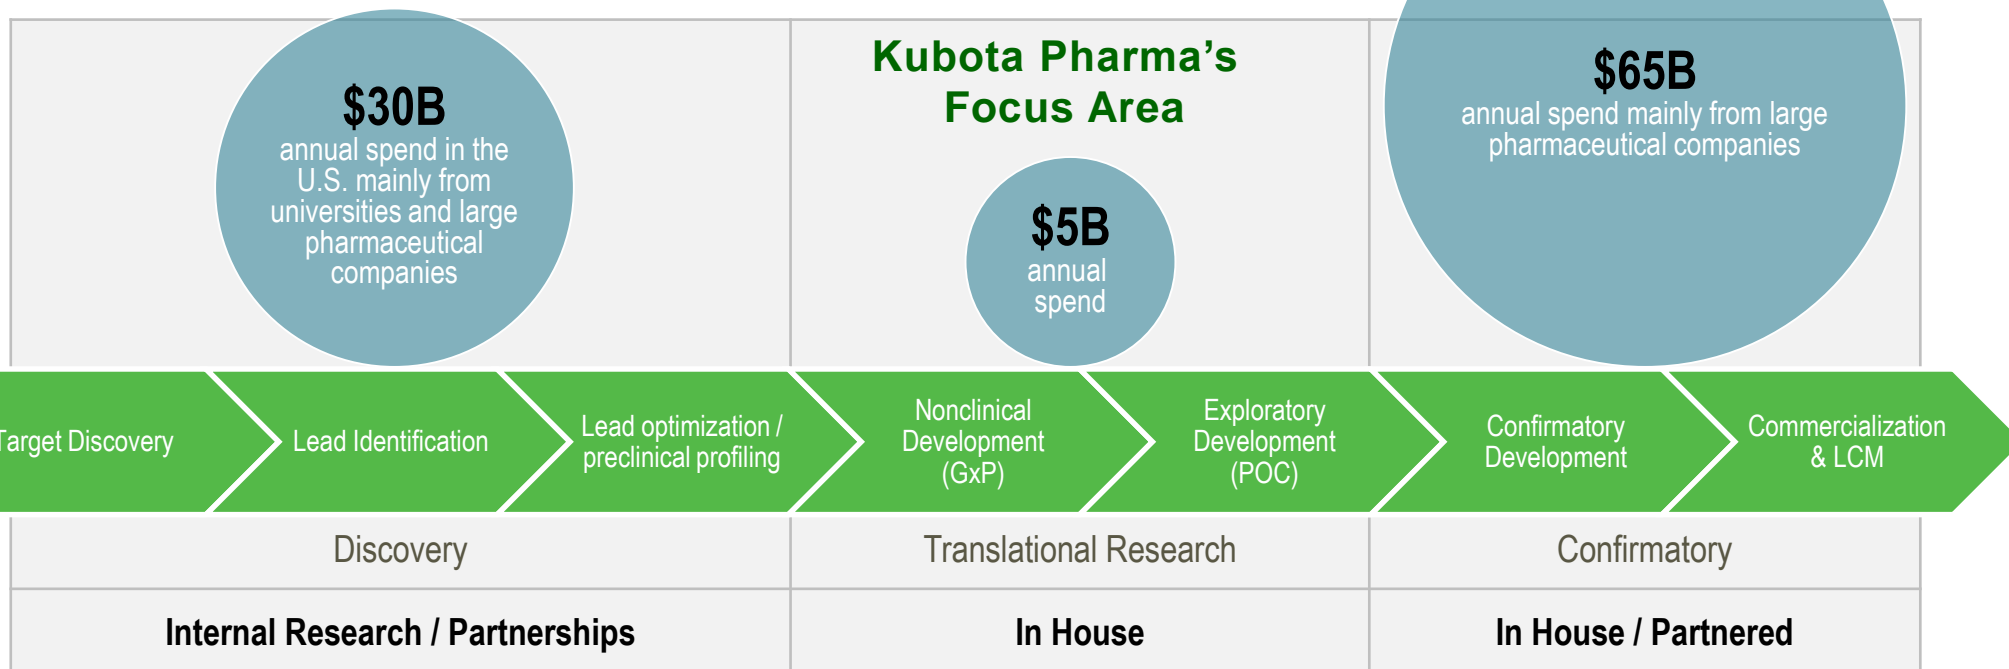 $30B
annual spend in the
U.S. mainly from
universities and large
pharmaceutical
companies
Kubota Pharma’s
Focus Area
$5B
annual
spend
$65B
annual spend mainly from large
pharmaceutical companies
Target Discovery
Lead Identification
Lead optimization /
preclinical profiling
Nonclinical
Development
(GxP)
Exploratory
Development
(POC)
Confirmatory
Development
Commercialization
& LCM
Discovery
Translational Research
Confirmatory
Internal Research / Partnerships
In House
In House / Partnered